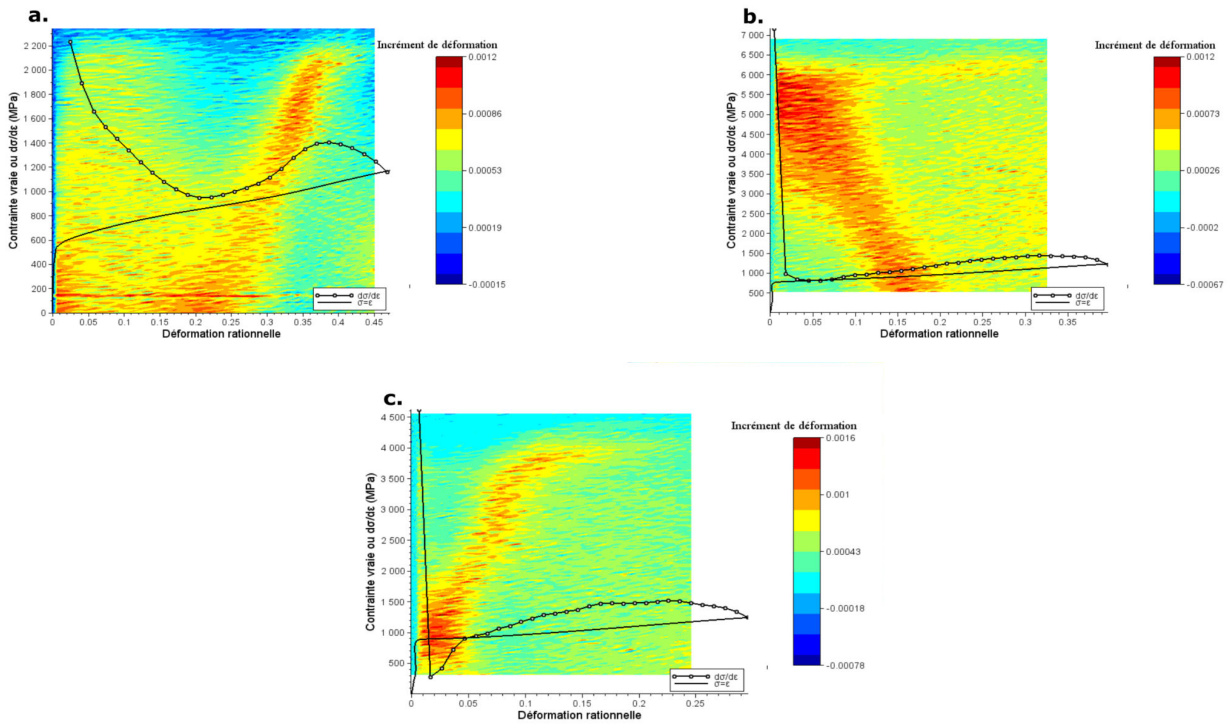 a.
Contrainte vraie ou dσ/dε (MPa)
2 200
2 000
1 800
1 600
1 400
1 200
1 000
800
600
400
200
0
0 0.05 0.1 0.15 0.2 0.25 0.3 0.35 0.4 0.45
Déformation rationnelle
dσ/dε
σ=ε
Incrément de déformation
0.0012
0.00086
0.00053
0.00019
-0.00015
b.
Contrainte vraie ou dσ/dε (MPa)
7 000
6 500
6 000
5 500
5 000
4 500
4 000
3 500
3 000
2 500
2 000
1 500
1 000
500
0 0.05 0.1 0.15 0.2 0.25 0.3 0.35
Déformation rationnelle
dσ/dε
σ=ε
Incrément de déformation
0.0012
0.00073
0.00026
-0.0002
-0.00067
c.
Contrainte vraie ou dσ/dε (MPa)
4 500
4 000
3 500
3 000
2 500
2 000
1 500
1 000
500
0 0.05 0.1 0.15 0.2 0.25
Déformation rationnelle
dσ/dε
σ=ε
Incrément de déformation
0.0016
0.001
0.00043
-0.00018
-0.00078